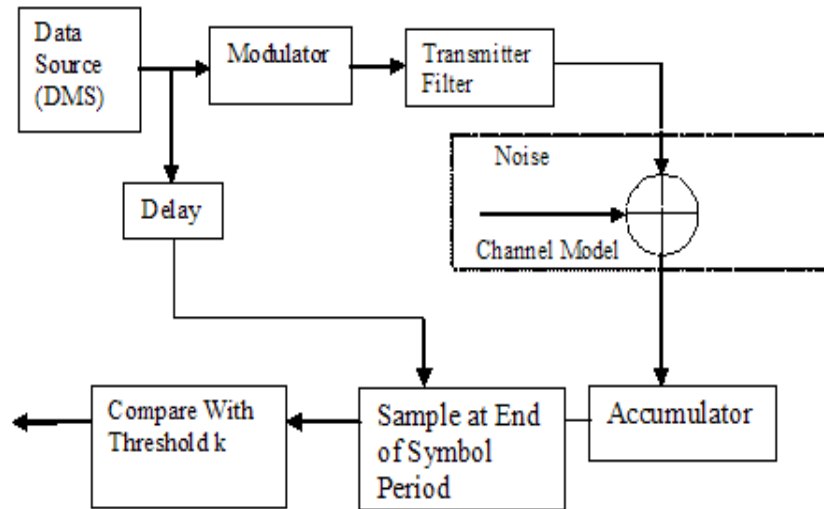 Data
Source
(DMS)
Modulator
Transmitter
Filter
Noise
Delay
Channel Model
Compare With
Threshold k
Sample at End
of Symbol
Period
Accumulator